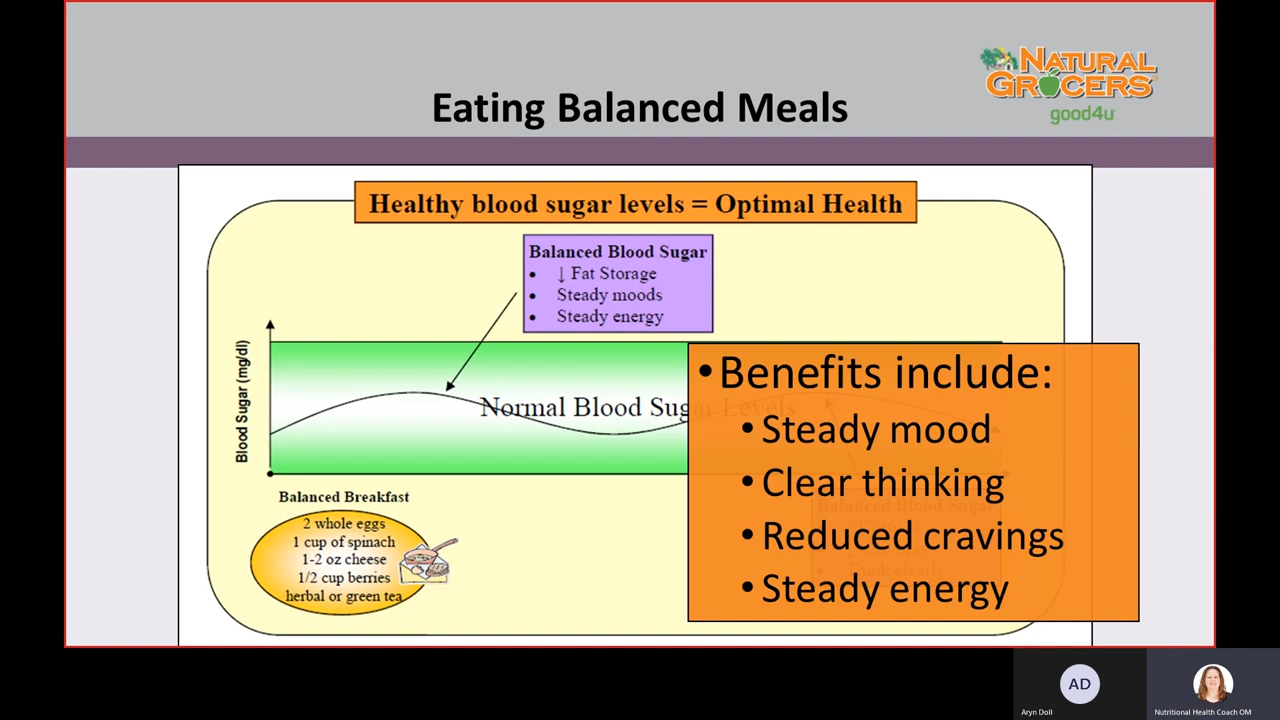 NATURAL
GROCERS
good4u
Eating Balanced Meals
Healthy blood sugar levels = Optimal Health
Balanced Blood Sugar
• ↓ Fat Storage
• Steady moods
• Steady energy
Blood Sugar (mg/dl)
Normal Blood Sugar Levels
•Benefits include:
•Steady mood
•Clear thinking
•Reduced cravings
•Steady energy
Balanced Blood Sugar
Balanced Breakfast
2 whole eggs
1 cup of spinach
1-2 oz cheese
1/2 cup berries
herbal or green tea
AD
Aryn Doll
Nutritional Health Coach OM